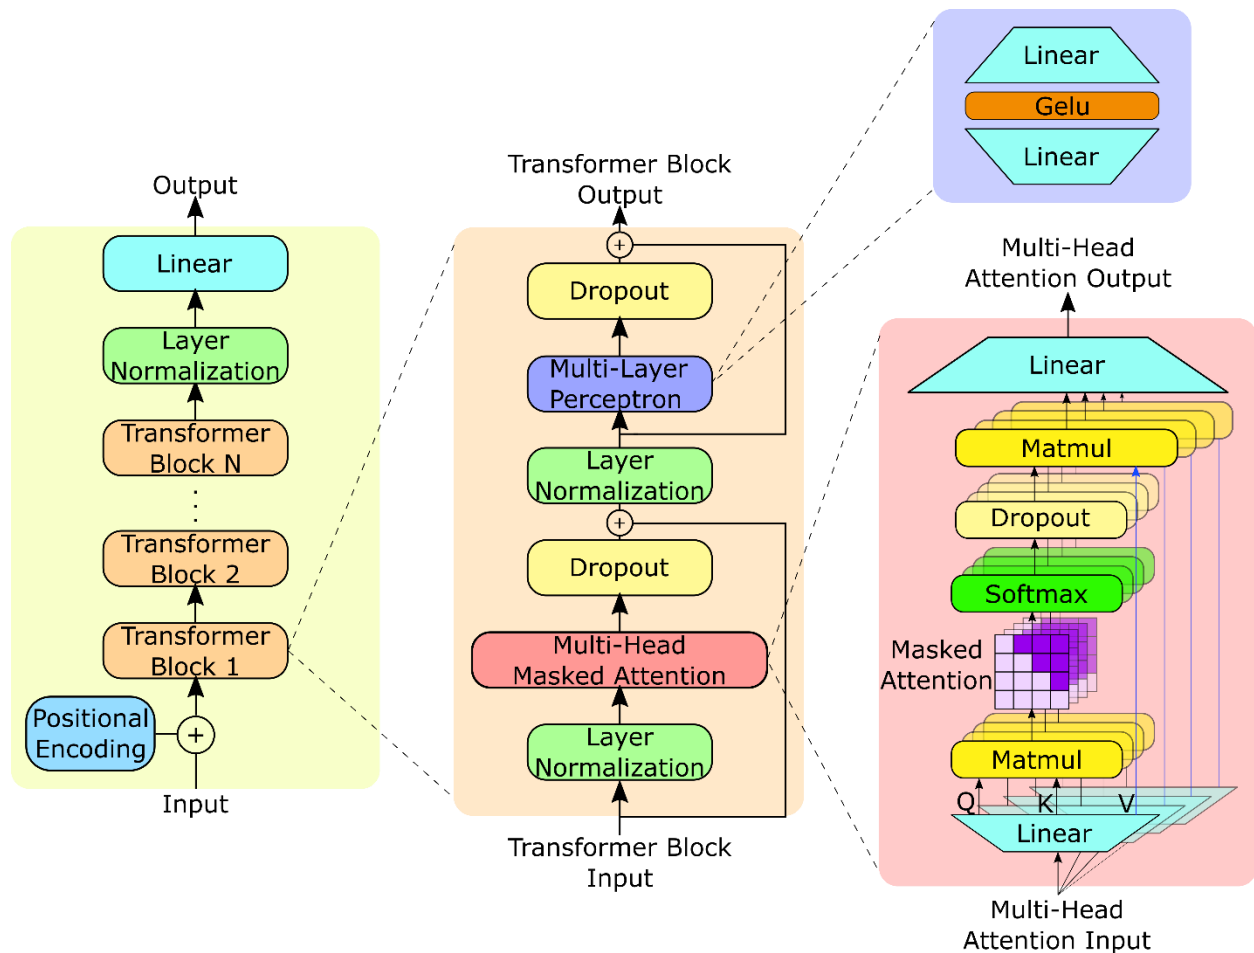 Output
Linear
Layer
Normalization
Transformer
Block N
Transformer
Block 2
Transformer
Block 1
Positional
Encoding
+
Input
Transformer Block
Output
+
Dropout
Multi-Layer
Perceptron
Layer
Normalization
+
Dropout
Multi-Head
Masked Attention
Layer
Normalization
Transformer Block
Input
Linear
Gelu
Linear
Multi-Head
Attention Output
Linear
Matmul
Dropout
Softmax
Masked
Attention
Matmul
Q K V
Linear
Multi-Head
Attention Input